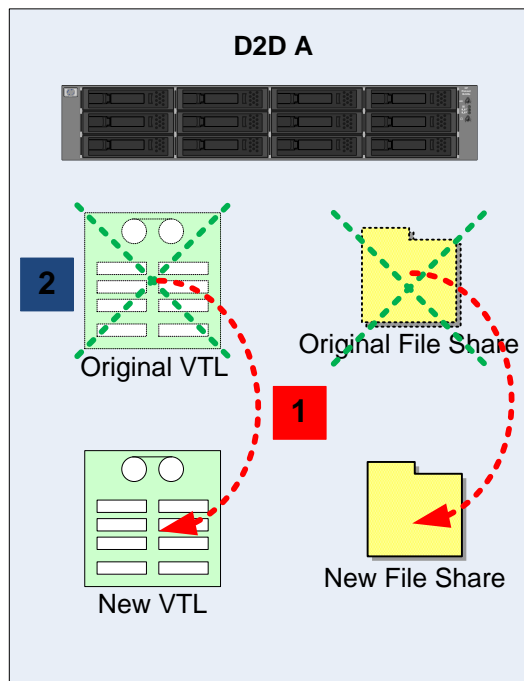 D2D A
2
Original VTL
Original File Share
1
New VTL
New File Share